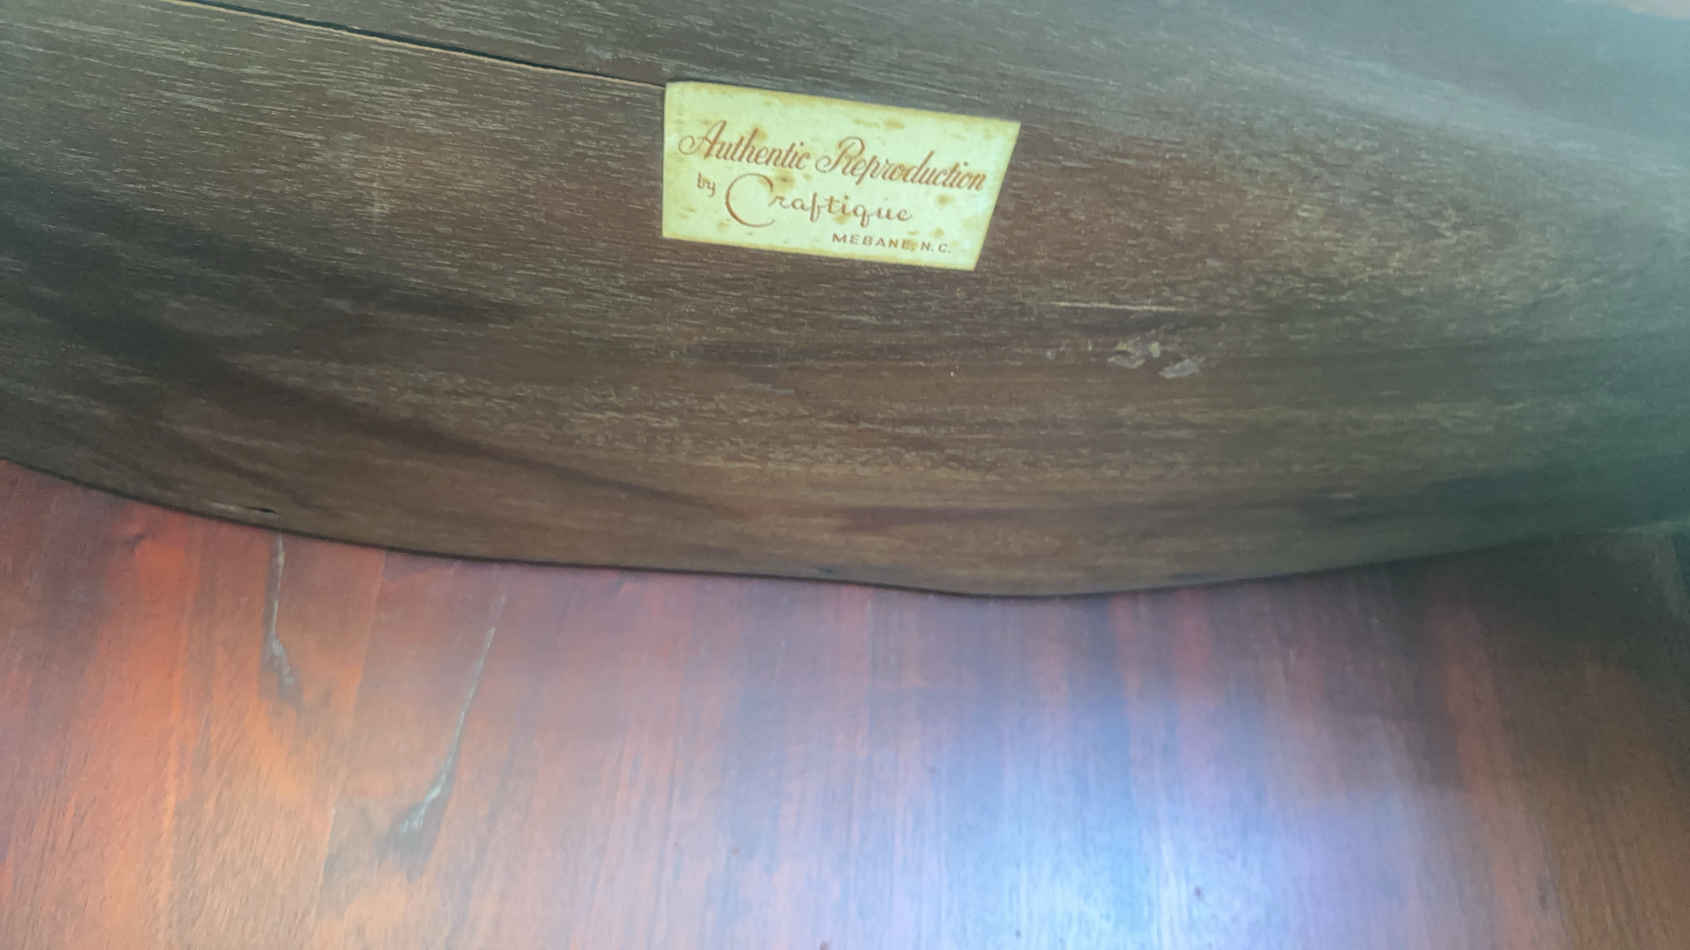 Authentic Reproduction
by Craftique
MEBANE, N.C.